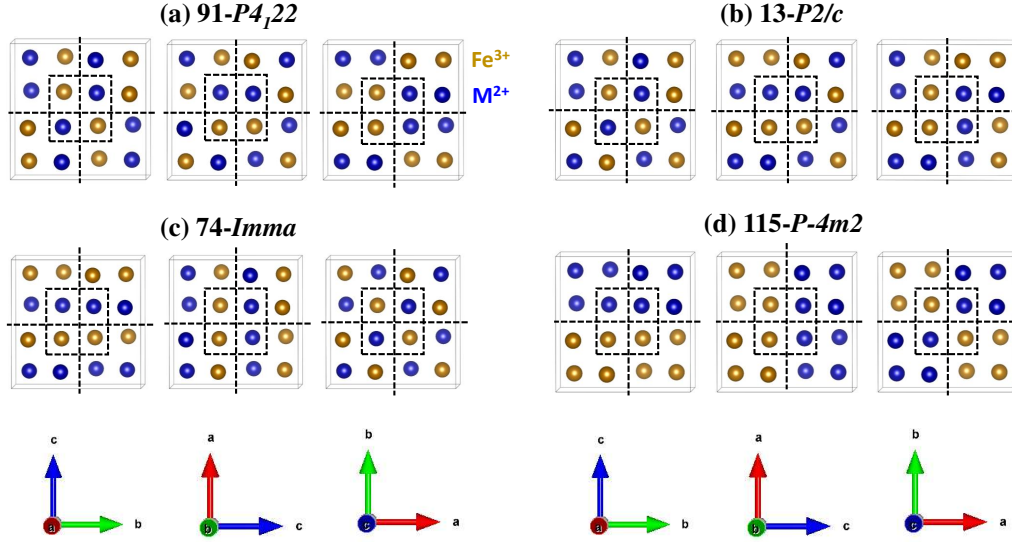 (a) 91-P4₁22
(b) 13-P2/c
Fe³⁺
M²⁺
(c) 74-Imma
(d) 115-P-4m2
c
a
b
a
b
c
b
c
a
c
a
b
a
b
c
b
c
a